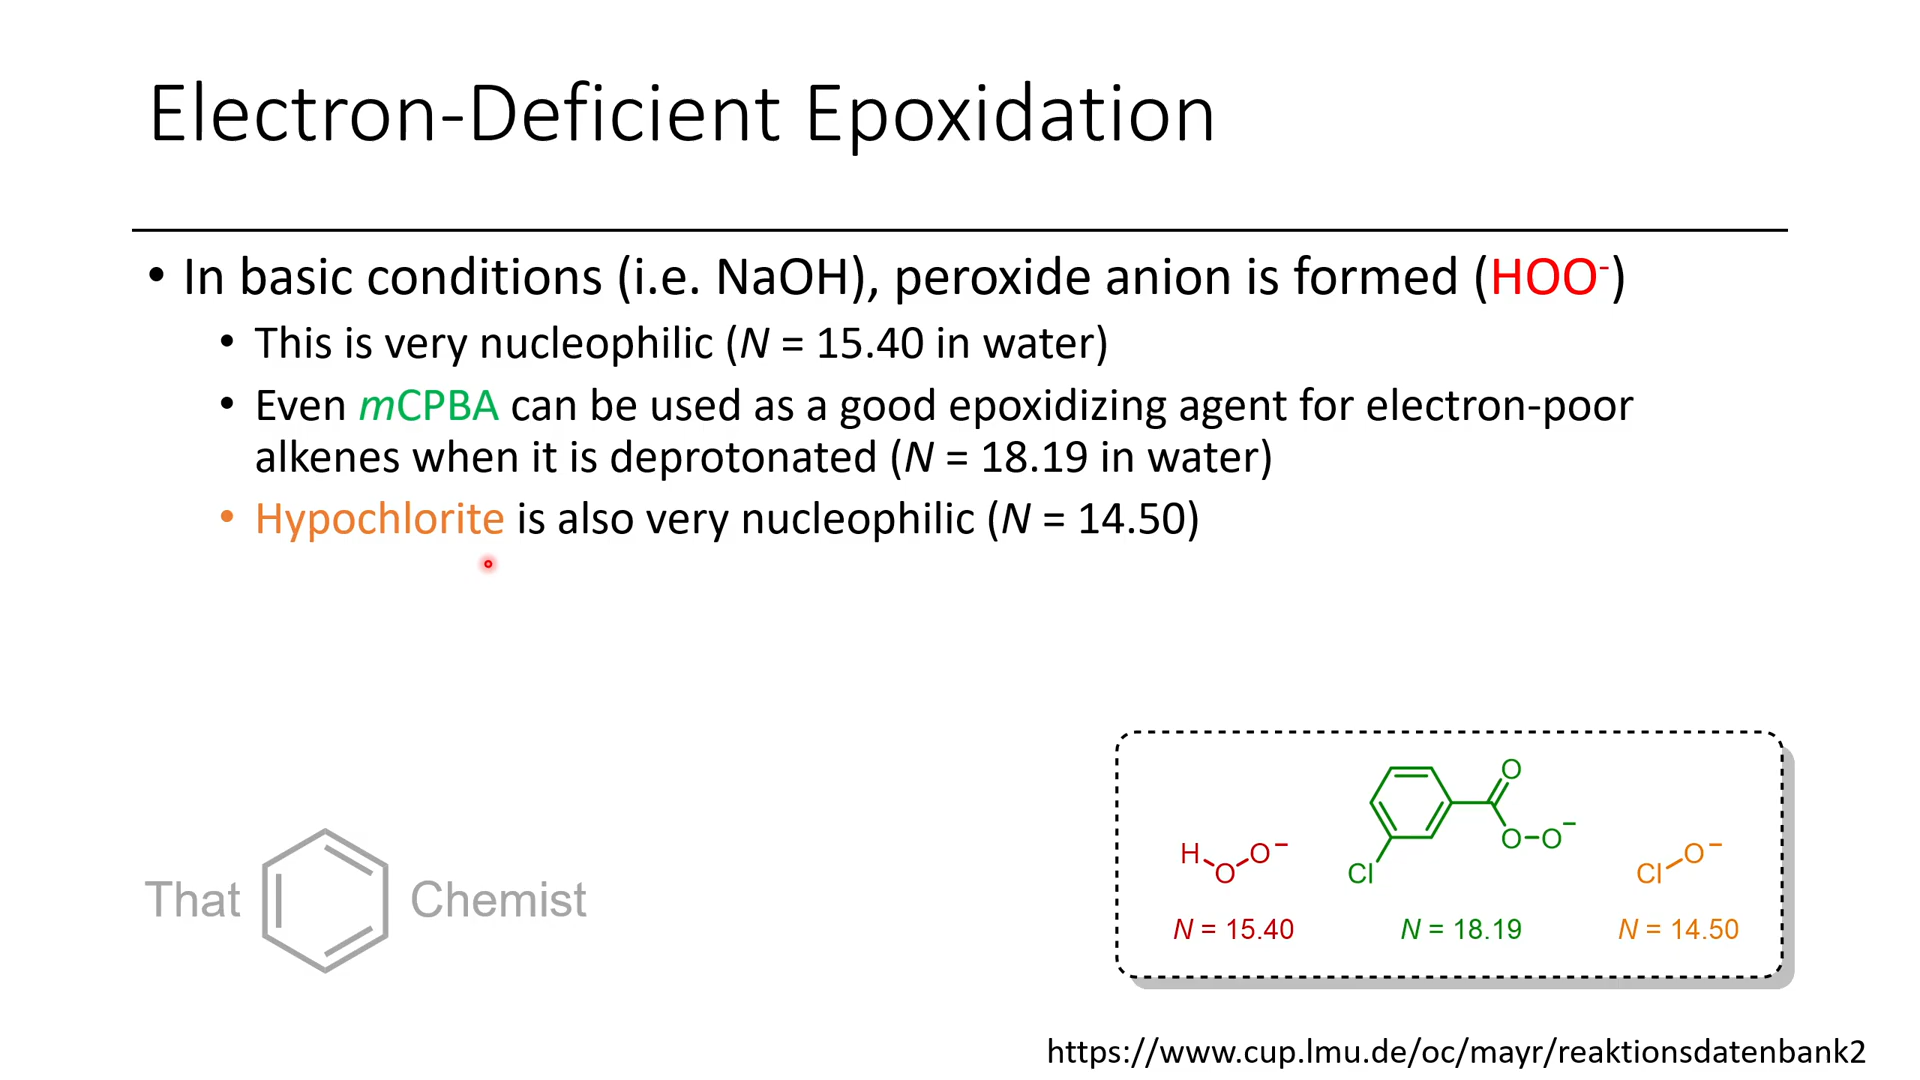 Electron-Deficient Epoxidation
• In basic conditions (i.e. NaOH), peroxide anion is formed (HOO⁻)
• This is very nucleophilic (N = 15.40 in water)
• Even mCPBA can be used as a good epoxidizing agent for electron-poor
alkenes when it is deprotonated (N = 18.19 in water)
• Hypochlorite is also very nucleophilic (N = 14.50)
H O O⁻
N = 15.40
Cl O O–O⁻
N = 18.19
Cl O⁻
N = 14.50
That Chemist
https://www.cup.lmu.de/oc/mayr/reaktionsdatenbank2